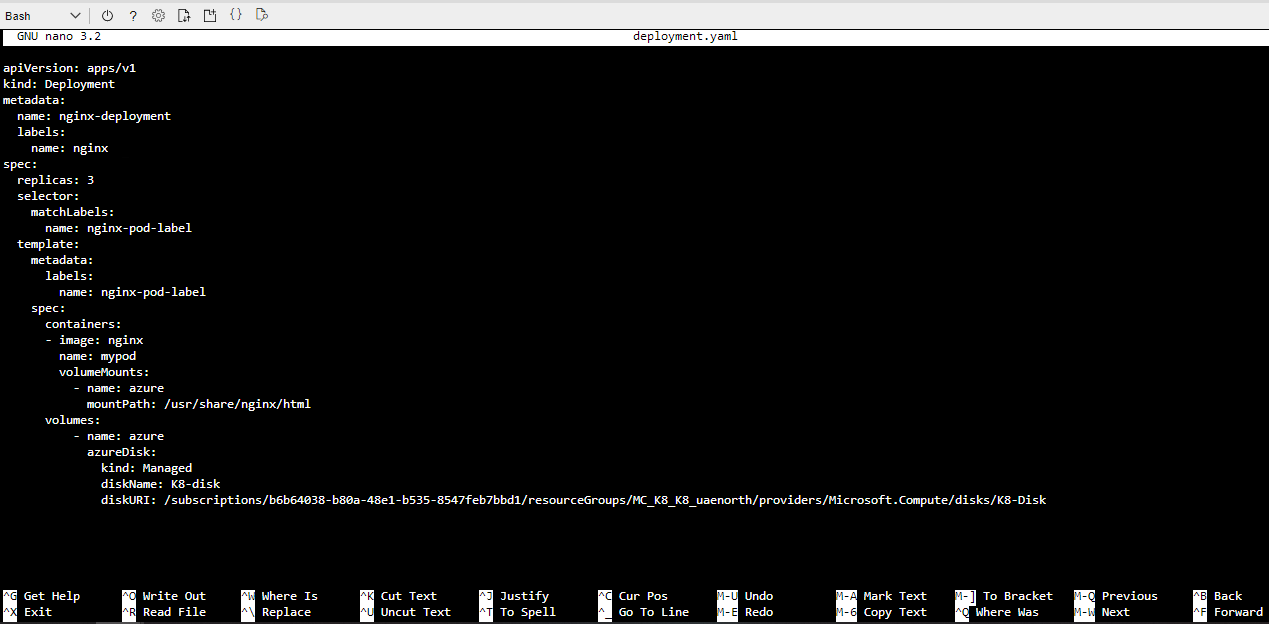 Bash
GNU nano 3.2 deployment.yaml
apiVersion: apps/v1
kind: Deployment
metadata:
  name: nginx-deployment
  labels:
    name: nginx
spec:
  replicas: 3
  selector:
    matchLabels:
      name: nginx-pod-label
  template:
    metadata:
      labels:
        name: nginx-pod-label
    spec:
      containers:
      - image: nginx
        name: mypod
        volumeMounts:
          - name: azure
            mountPath: /usr/share/nginx/html
      volumes:
          - name: azure
            azureDisk:
              kind: Managed
              diskName: K8-disk
              diskURI: /subscriptions/b6b64038-b80a-48e1-b535-8547feb7bbd1/resourceGroups/MC_K8_K8_uaenorth/providers/Microsoft.Compute/disks/K8-Disk
^G Get Help ^O Write Out ^W Where Is ^K Cut Text ^J Justify ^C Cur Pos M-U Undo M-A Mark Text M-] To Bracket M-Q Previous ^B Back
^X Exit ^R Read File ^\ Replace ^U Uncut Text ^T To Spell ^_ Go To Line M-E Redo M-6 Copy Text ^Q Where Was M-W Next ^F Forward